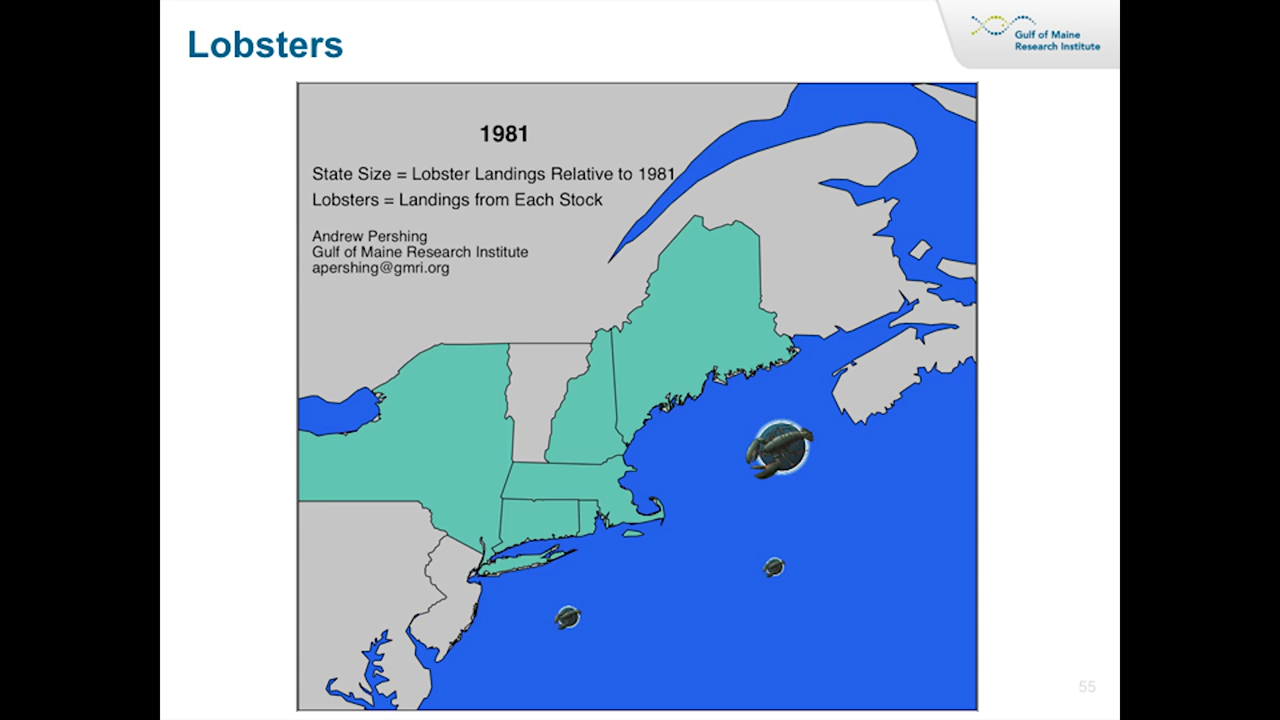 Lobsters
Gulf of Maine
Research Institute
1981
State Size = Lobster Landings Relative to 1981
Lobsters = Landings from Each Stock
Andrew Pershing
Gulf of Maine Research Institute
apershing@gmri.org
55